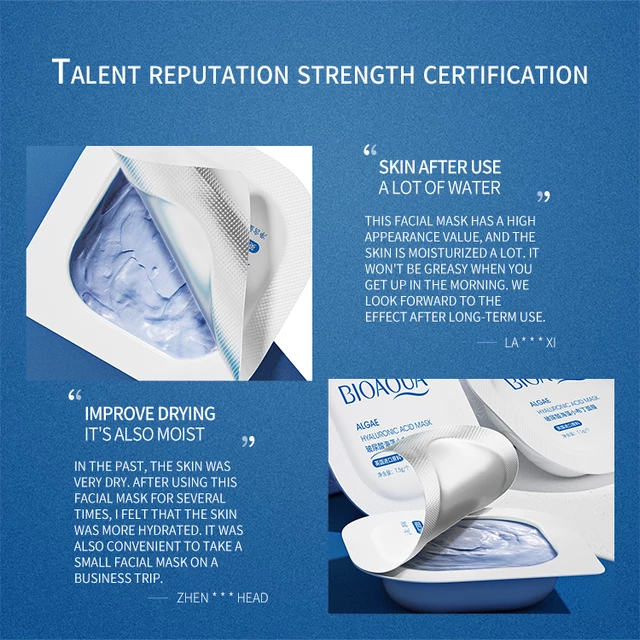 TALENT REPUTATION STRENGTH CERTIFICATION
“
SKIN AFTER USE
A LOT OF WATER
”
THIS FACIAL MASK HAS A HIGH
APPEARANCE VALUE, AND THE
SKIN IS MOISTURIZED A LOT. IT
WON'T BE GREASY WHEN YOU
GET UP IN THE MORNING. WE
LOOK FORWARD TO THE
EFFECT AFTER LONG-TERM USE.
—— LA * * * XI
“
IMPROVE DRYING
IT'S ALSO MOIST
”
IN THE PAST, THE SKIN WAS
VERY DRY. AFTER USING THIS
FACIAL MASK FOR SEVERAL
TIMES, I FELT THAT THE SKIN
WAS MORE HYDRATED. IT WAS
ALSO CONVENIENT TO TAKE A
SMALL FACIAL MASK ON A
BUSINESS TRIP.
—— ZHEN * * * HEAD
BIOAQUA
ALGAE
HYALURONIC ACID MASK
BIOAQUA
ALGAE
HYALURONIC ACID MASK